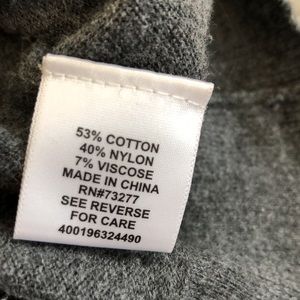 53% COTTON
40% NYLON
7% VISCOSE
MADE IN CHINA
RN#73277
SEE REVERSE
FOR CARE
400196324490